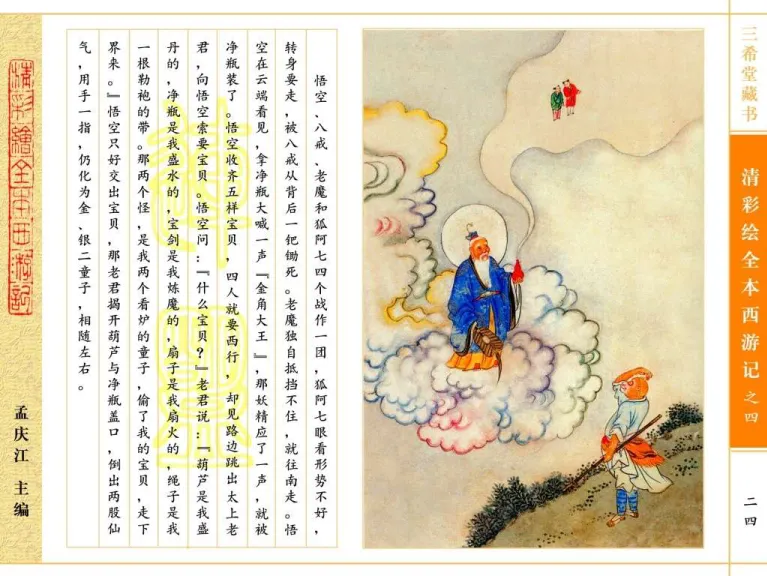 三希堂藏书
清彩绘全本西游记之四
二四
悟空、八戒、老魔和狐阿七四个战作一团，狐阿七眼看形势不好，
转身要走，被八戒从背后一钯锄死。老魔独自抵挡不住，就往南走。悟
空在云端看见，拿净瓶大喊一声『金角大王』，那妖精应了一声，就被
净瓶装了。悟空收齐五样宝贝，四人就要西行，却见路边跳出太上老
君，向悟空索要宝贝。悟空问：『什么宝贝？』老君说：『葫芦是我盛
丹的，净瓶是我盛水的，宝剑是我炼魔的，扇子是我扇火的，绳子是我
一根勒袍的带。那两个怪，是我两个看炉的童子，偷了我的宝贝，走下
界来。』悟空只好交出宝贝，那老君揭开葫芦与净瓶盖口，倒出两股仙
气，用手一指，仍化为金、银二童子，相随左右。
清彩繪全本西游記
孟庆江 主编